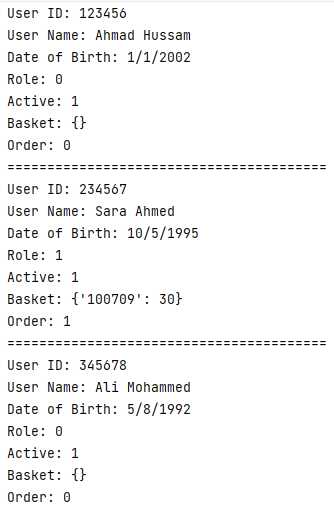 User ID: 123456
User Name: Ahmad Hussam
Date of Birth: 1/1/2002
Role: 0
Active: 1
Basket: {}
Order: 0
========================================
User ID: 234567
User Name: Sara Ahmed
Date of Birth: 10/5/1995
Role: 1
Active: 1
Basket: {'100709': 30}
Order: 1
========================================
User ID: 345678
User Name: Ali Mohammed
Date of Birth: 5/8/1992
Role: 0
Active: 1
Basket: {}
Order: 0